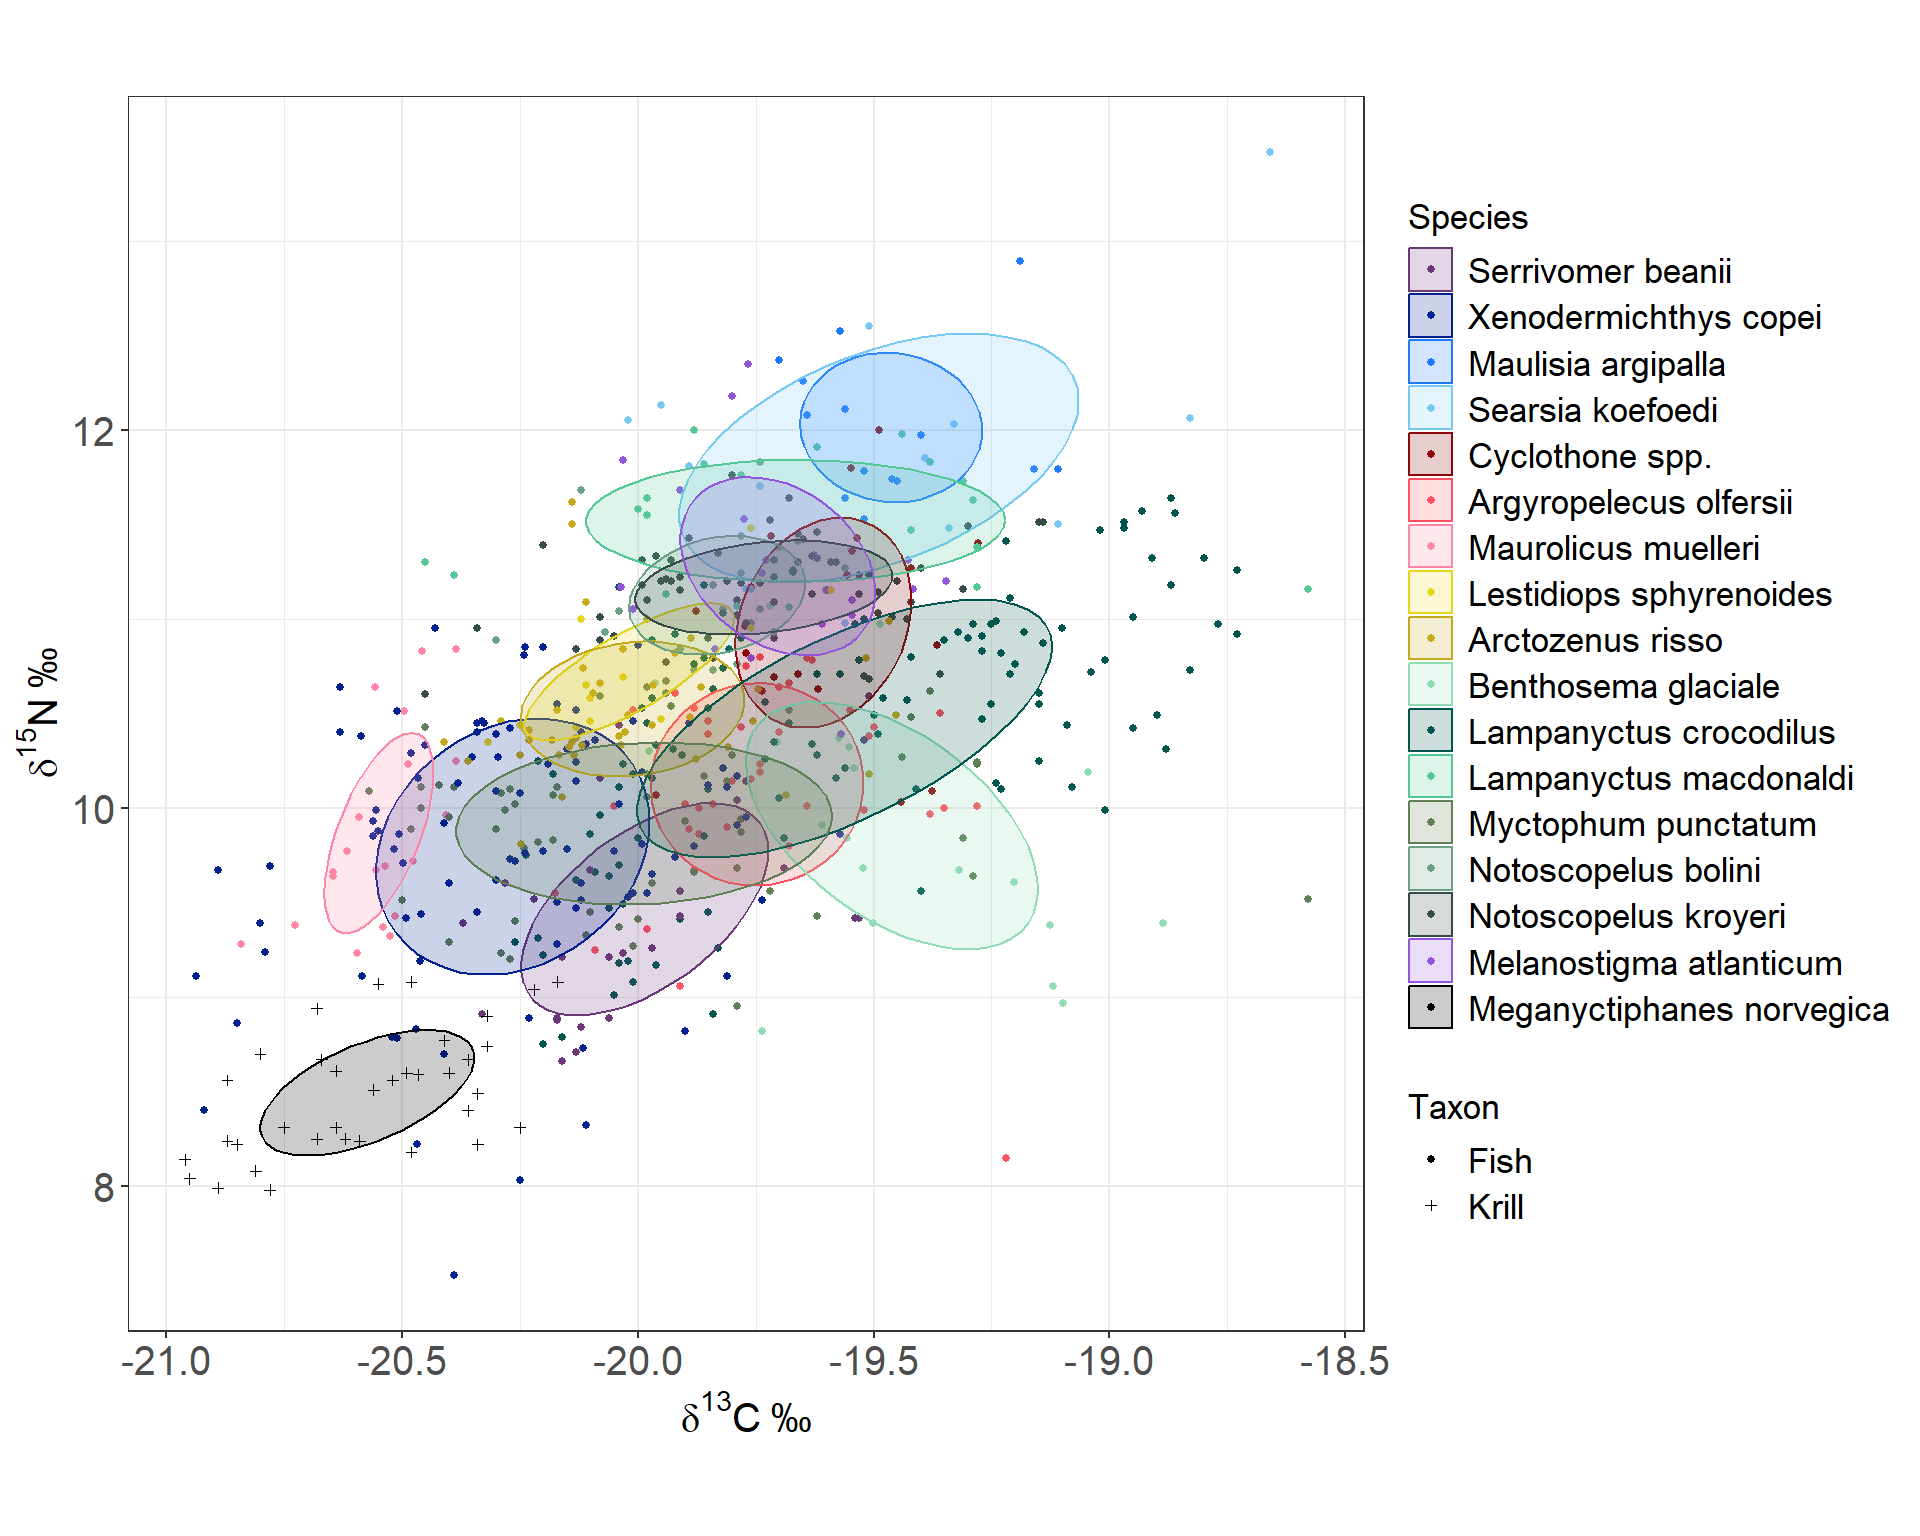 δ15N ‰
12
10
8
-21.0 -20.5 -20.0 -19.5 -19.0 -18.5
δ13C ‰
Species
Serrivomer beanii
Xenodermichthys copei
Maulisia argipalla
Searsia koefoedi
Cyclothone spp.
Argyropelecus olfersii
Maurolicus muelleri
Lestidiops sphyrenoides
Arctozenus risso
Benthosema glaciale
Lampanyctus crocodilus
Lampanyctus macdonaldi
Myctophum punctatum
Notoscopelus bolini
Notoscopelus kroyeri
Melanostigma atlanticum
Meganyctiphanes norvegica
Taxon
Fish
Krill